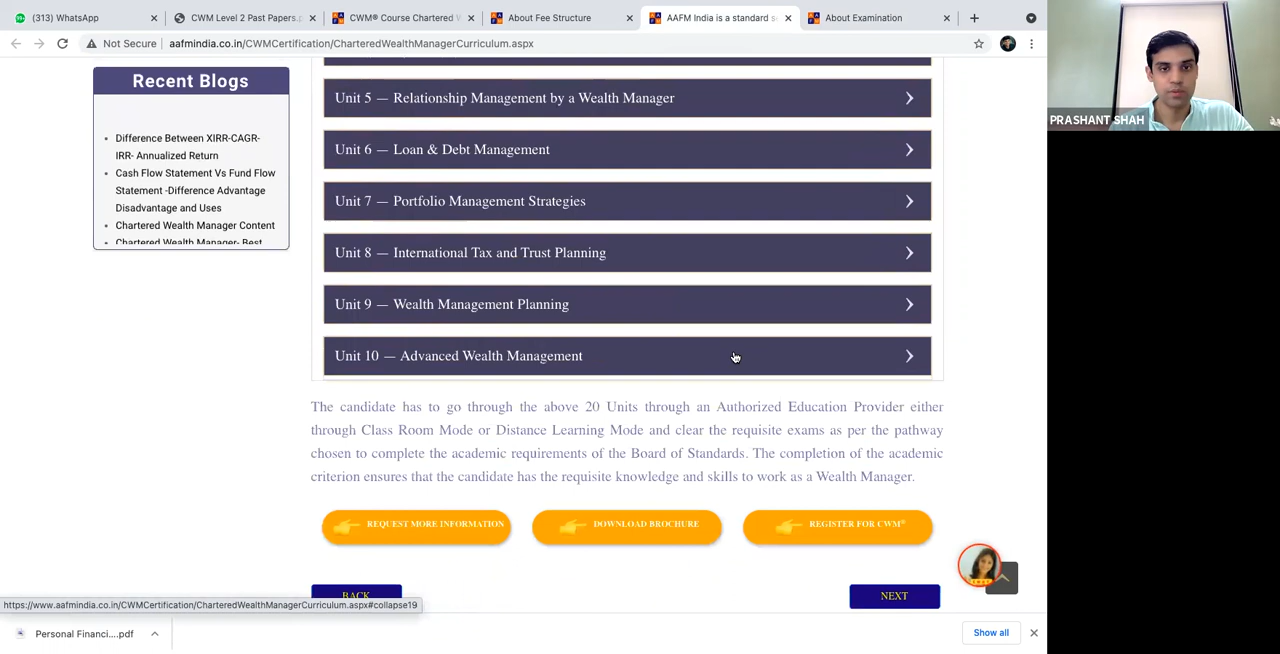 (313) WhatsApp
CWM Level 2 Past Papers.p
CWM® Course Chartered W
About Fee Structure
AAFM India is a standard s
About Examination
Not Secure
aafmindia.co.in/CWMCertification/CharteredWealthManagerCurriculum.aspx
Recent Blogs
Difference Between XIRR-CAGR-
IRR- Annualized Return
Cash Flow Statement Vs Fund Flow
Statement -Difference Advantage
Disadvantage and Uses
Chartered Wealth Manager Content
Chartered Wealth Manager- Best
Unit 5 — Relationship Management by a Wealth Manager
Unit 6 — Loan & Debt Management
Unit 7 — Portfolio Management Strategies
Unit 8 — International Tax and Trust Planning
Unit 9 — Wealth Management Planning
Unit 10 — Advanced Wealth Management
The candidate has to go through the above 20 Units through an Authorized Education Provider either
through Class Room Mode or Distance Learning Mode and clear the requisite exams as per the pathway
chosen to complete the academic requirements of the Board of Standards. The completion of the academic
criterion ensures that the candidate has the requisite knowledge and skills to work as a Wealth Manager.
REQUEST MORE INFORMATION
DOWNLOAD BROCHURE
REGISTER FOR CWM®
BACK
NEXT
https://www.aafmindia.co.in/CWMCertification/CharteredWealthManagerCurriculum.aspx#collapse19
Personal Financi....pdf
Show all
PRASHANT SHAH